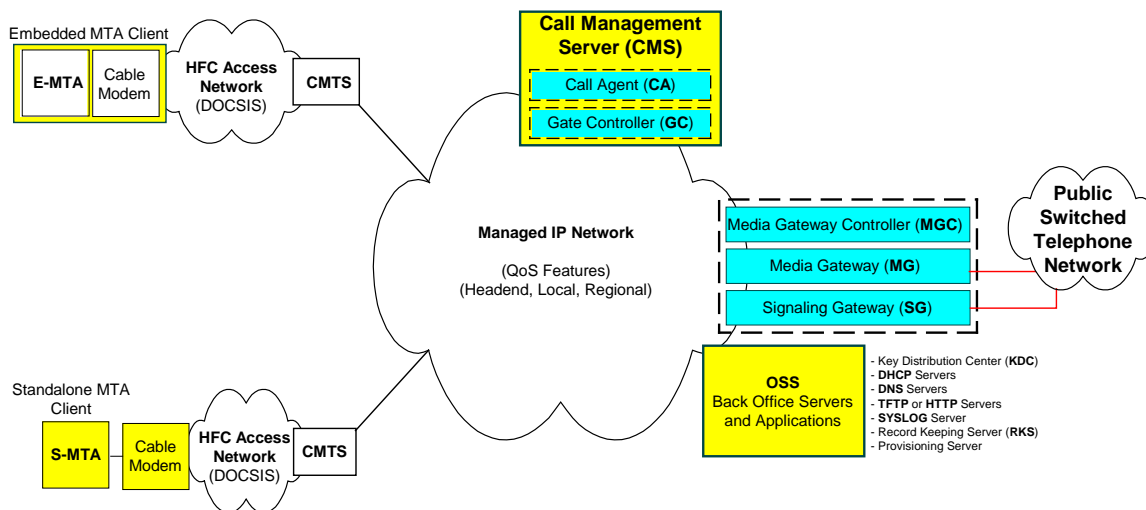 Embedded MTA Client
E-MTA
Cable
Modem
HFC Access
Network
(DOCSIS)
CMTS
Call Management
Server (CMS)
Call Agent (CA)
Gate Controller (GC)
Managed IP Network
(QoS Features)
(Headend, Local, Regional)
Media Gateway Controller (MGC)
Media Gateway (MG)
Signaling Gateway (SG)
Public
Switched
Telephone
Network
OSS
Back Office Servers
and Applications
- Key Distribution Center (KDC)
- DHCP Servers
- DNS Servers
- TFTP or HTTP Servers
- SYSLOG Server
- Record Keeping Server (RKS)
- Provisioning Server
Standalone MTA
Client
S-MTA
Cable
Modem
HFC Access
Network
(DOCSIS)
CMTS